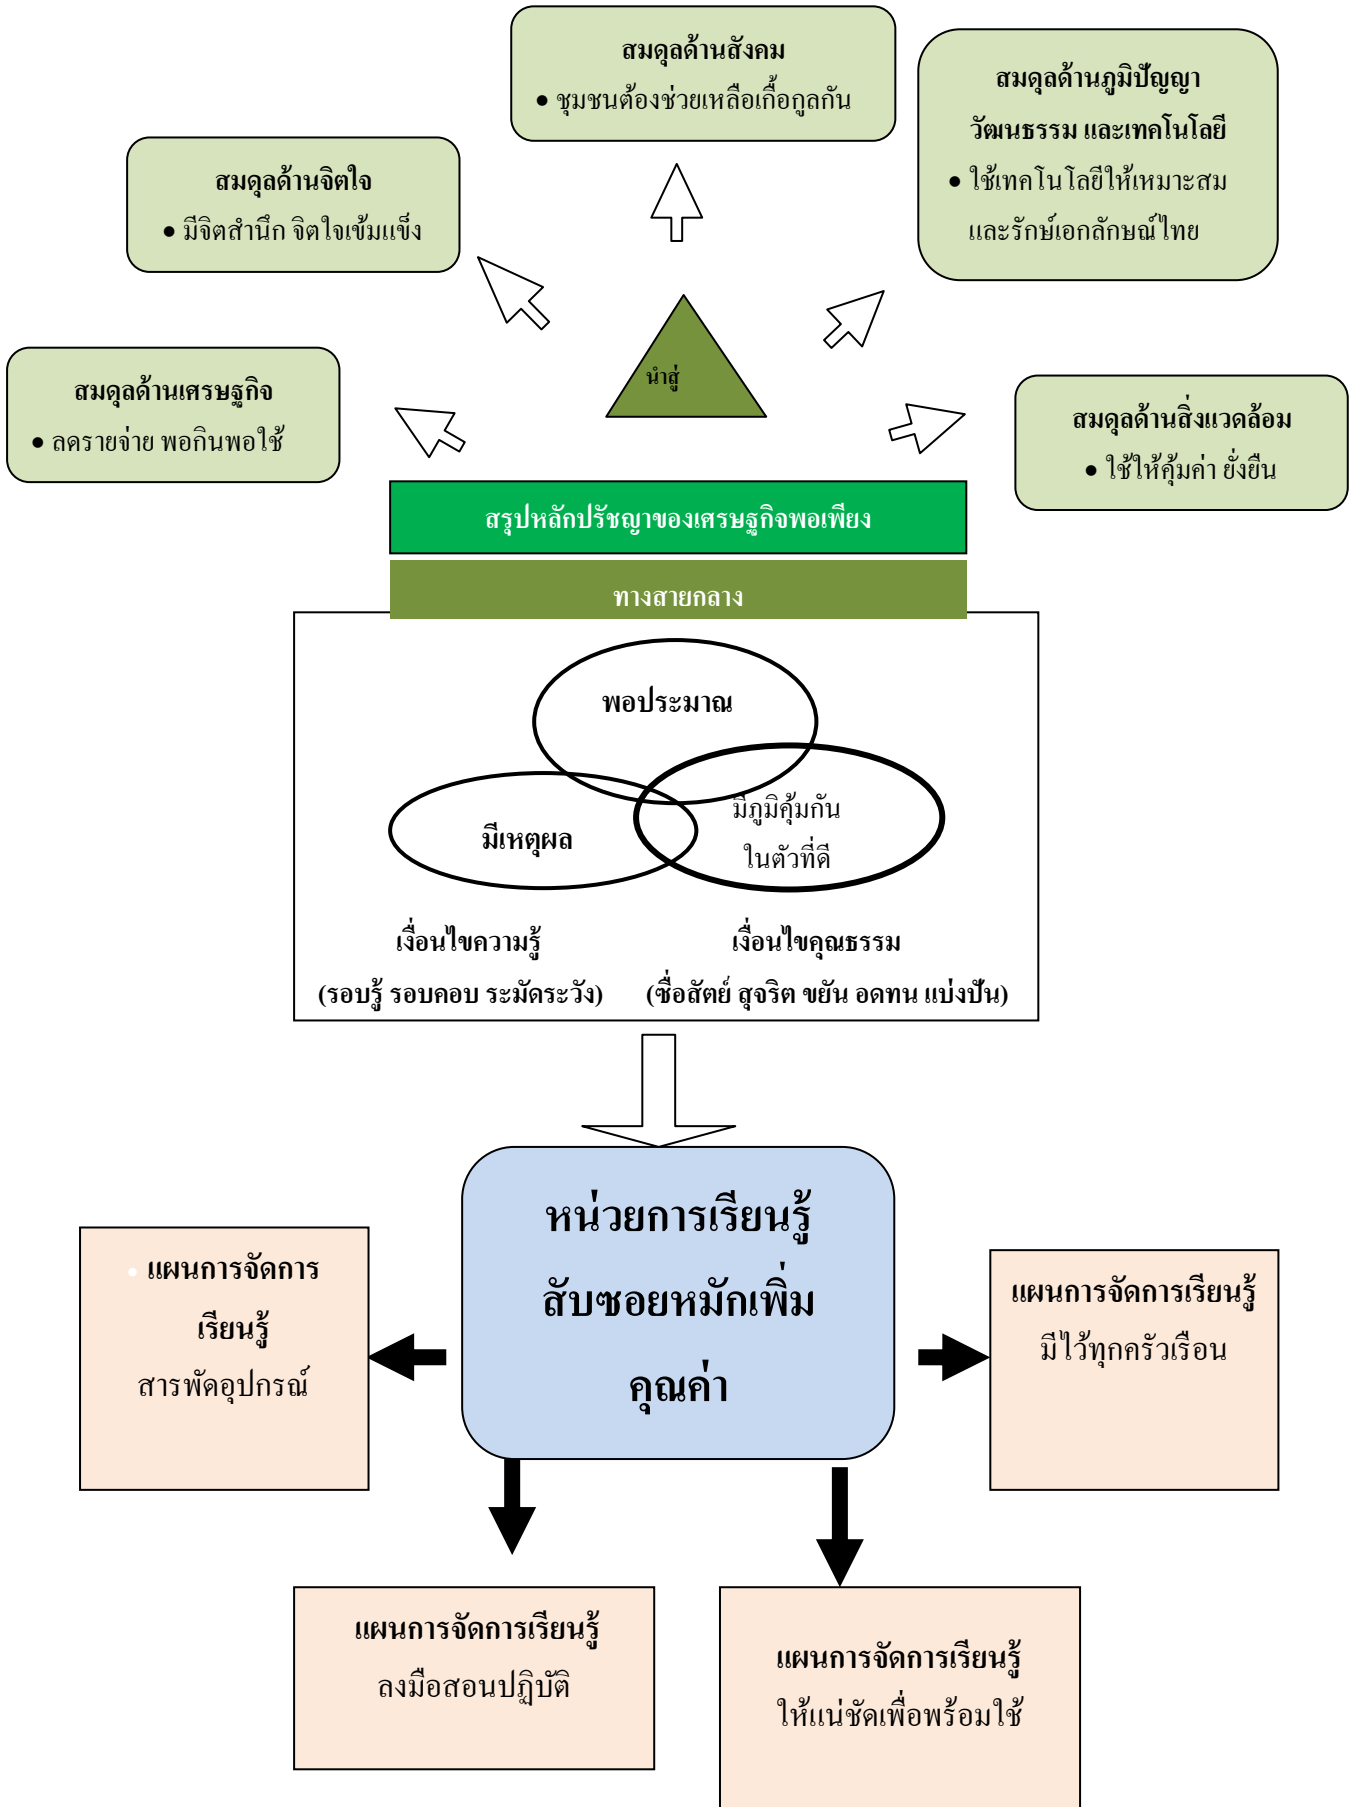 สมดุลด้านสังคม
• ชุมชนต้องช่วยเหลือเกื้อกูลกัน
สมดุลด้านภูมิปัญญา
วัฒนธรรม และเทคโนโลยี
• ใช้เทคโนโลยีให้เหมาะสม
และรักษ์เอกลักษณ์ไทย
สมดุลด้านจิตใจ
• มีจิตสำนึก จิตใจเข้มแข็ง
นำสู่
สมดุลด้านเศรษฐกิจ
• ลดรายจ่าย พอกินพอใช้
สมดุลด้านสิ่งแวดล้อม
• ใช้ให้คุ้มค่า ยั่งยืน
สรุปหลักปรัชญาของเศรษฐกิจพอเพียง
ทางสายกลาง
พอประมาณ
มีเหตุผล
มีภูมิคุ้มกัน
ในตัวที่ดี
เงื่อนไขความรู้
(รอบรู้ รอบคอบ ระมัดระวัง)
เงื่อนไขคุณธรรม
(ซื่อสัตย์ สุจริต ขยัน อดทน แบ่งปัน)
หน่วยการเรียนรู้
สับซอยหมักเพิ่ม
คุณค่า
• แผนการจัดการ
เรียนรู้
สารพัดอุปกรณ์
แผนการจัดการเรียนรู้
มีไว้ทุกครัวเรือน
แผนการจัดการเรียนรู้
ลงมือสอนปฏิบัติ
แผนการจัดการเรียนรู้
ให้แน่ชัดเพื่อพร้อมใช้